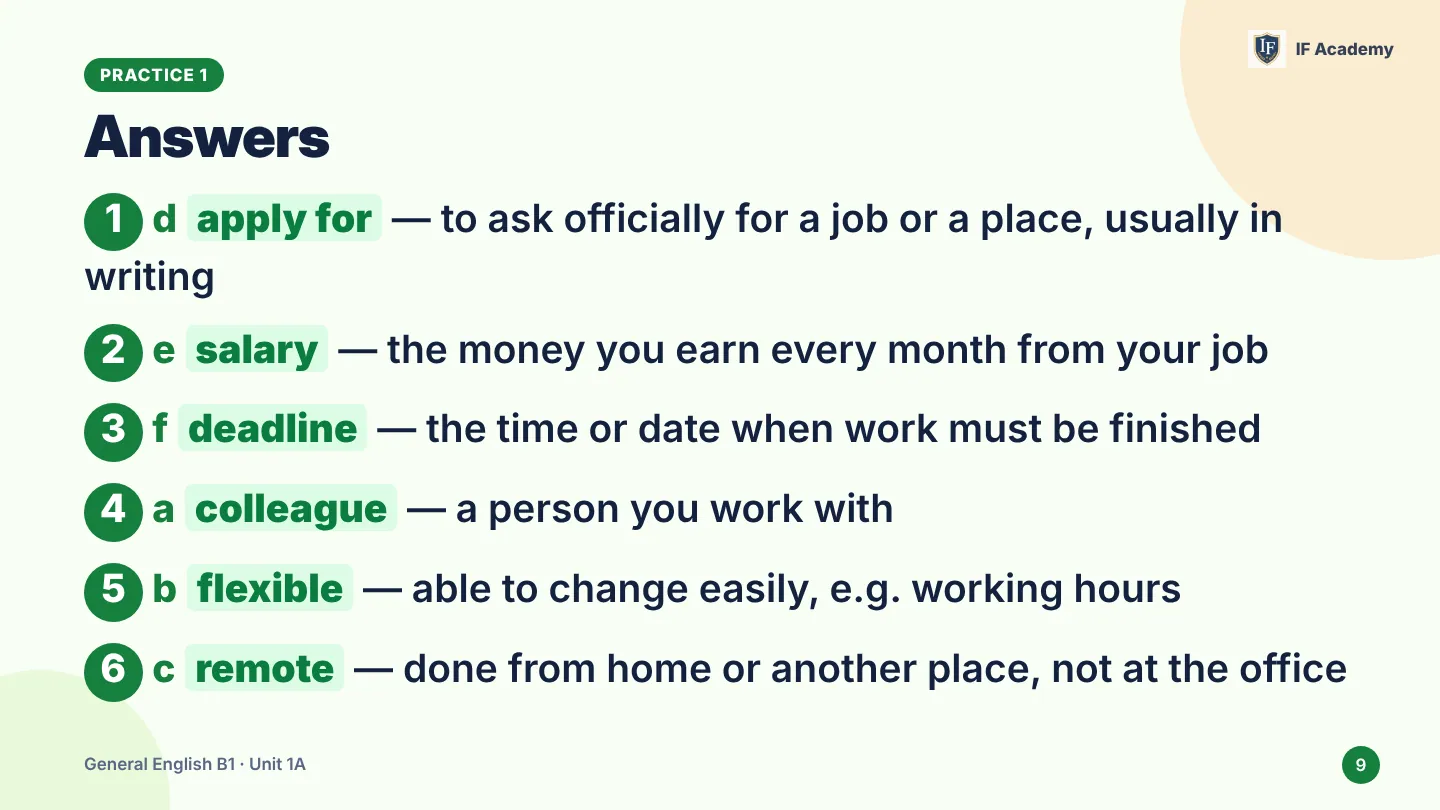 IF IF Academy
PRACTICE 1
Answers
1 d apply for — to ask officially for a job or a place, usually in
writing
2 e salary — the money you earn every month from your job
3 f deadline — the time or date when work must be finished
4 a colleague — a person you work with
5 b flexible — able to change easily, e.g. working hours
6 c remote — done from home or another place, not at the office
General English B1 · Unit 1A
9